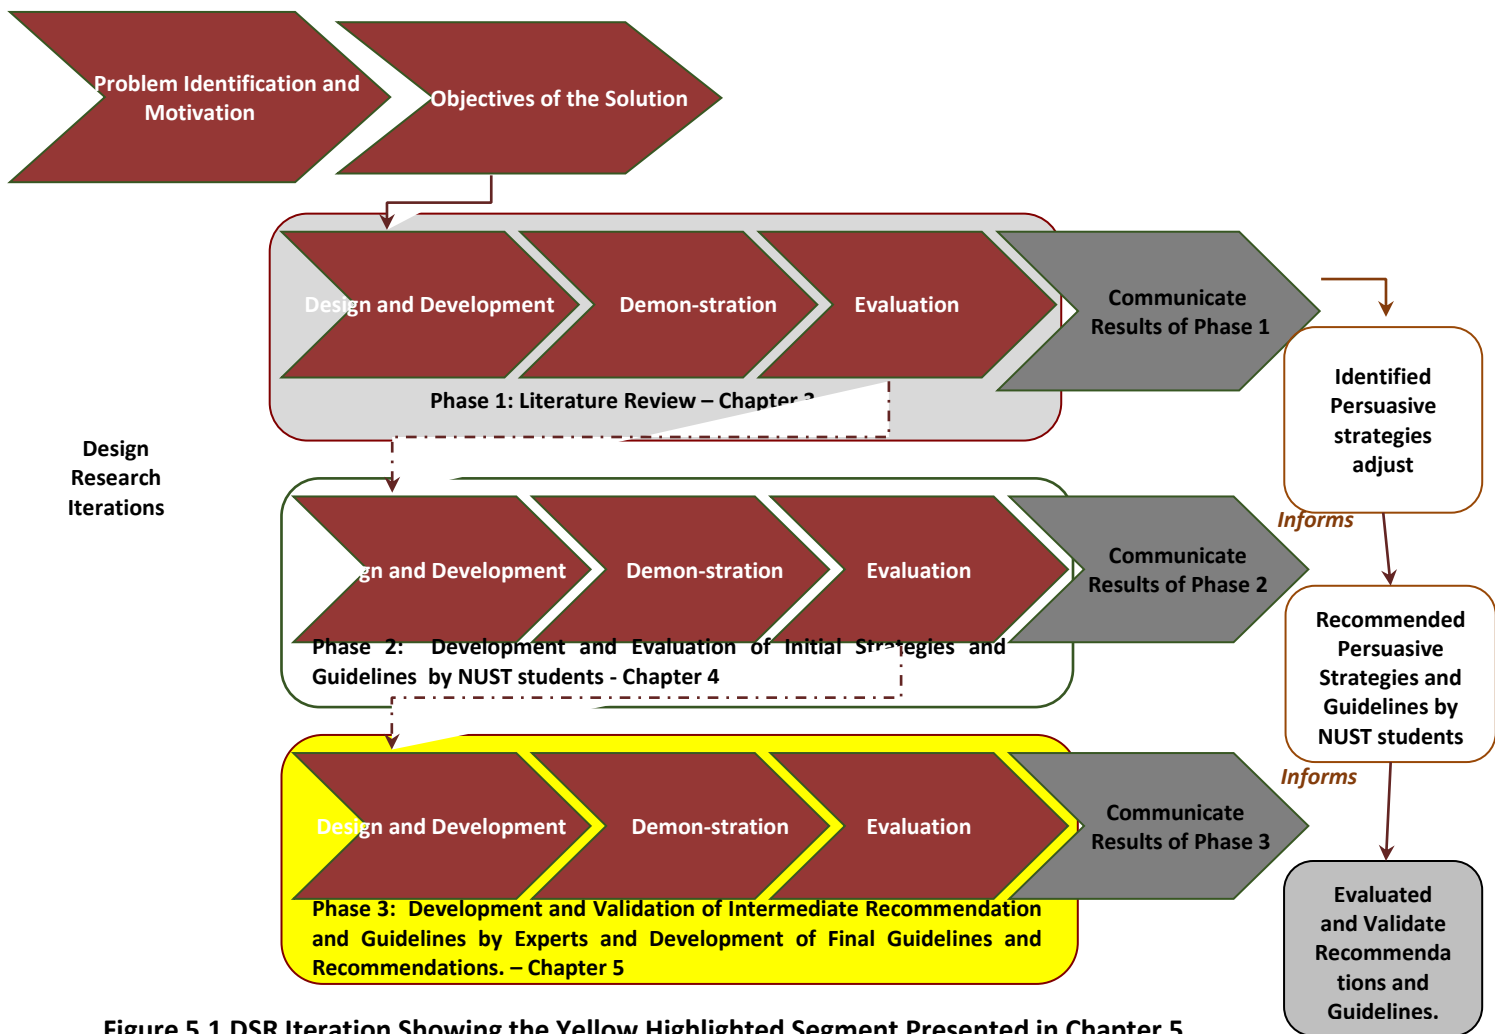 Problem Identification and
Motivation
Objectives of the Solution
Design and Development
Demon-stration
Evaluation
Communicate
Results of Phase 1
Phase 1: Literature Review – Chapter
Identified
Persuasive
strategies
adjust
Informs
Design
Research
Iterations
gn and Development
Demon-stration
Evaluation
Communicate
Results of Phase 2
Phase 2: Development and Evaluation of Initial Strategies and
Guidelines by NUST students - Chapter 4
Recommended
Persuasive
Strategies and
Guidelines by
NUST students
Informs
Design and Development
Demon-stration
Evaluation
Communicate
Results of Phase 3
Phase 3: Development and Validation of Intermediate Recommendation
and Guidelines by Experts and Development of Final Guidelines and
Recommendations. – Chapter 5
Evaluated
and Validate
Recommenda
tions and
Guidelines.
Figure 5.1 DSR Iteration Showing the Yellow Highlighted Segment Presented in Chapter 5